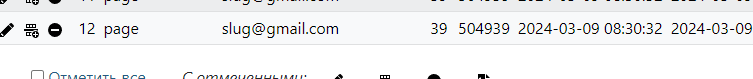 12 page slug@gmail.com 39 504939 2024-03-09 08:30:32 2024-03-09
Отметить все С отмеченными: